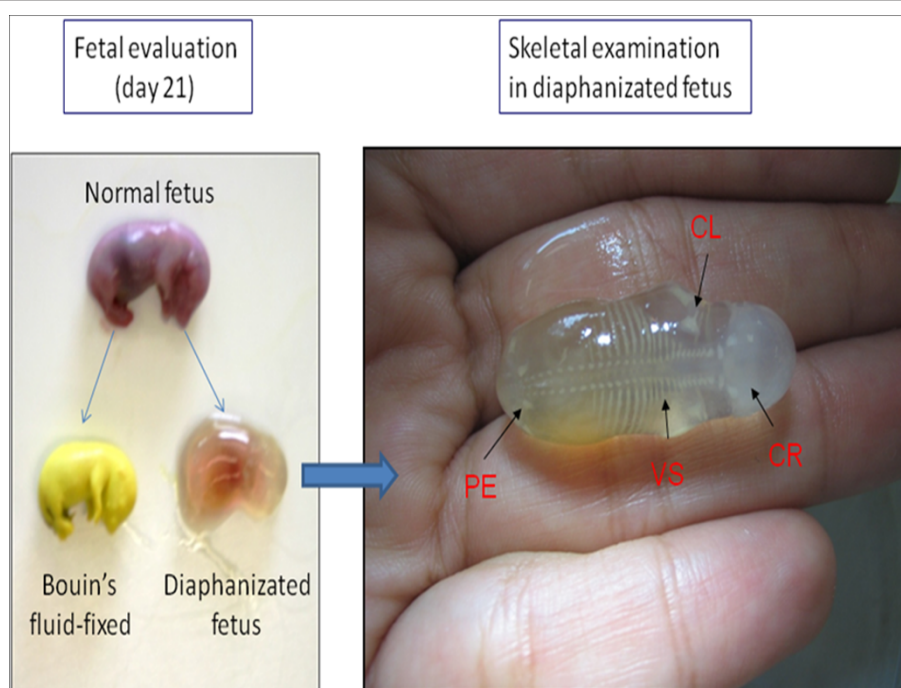 Fetal evaluation
(day 21)
Skeletal examination
in diaphanizated fetus
Normal fetus
Bouin's
fluid-fixed
Diaphanizated
fetus
CL
PE
VS
CR